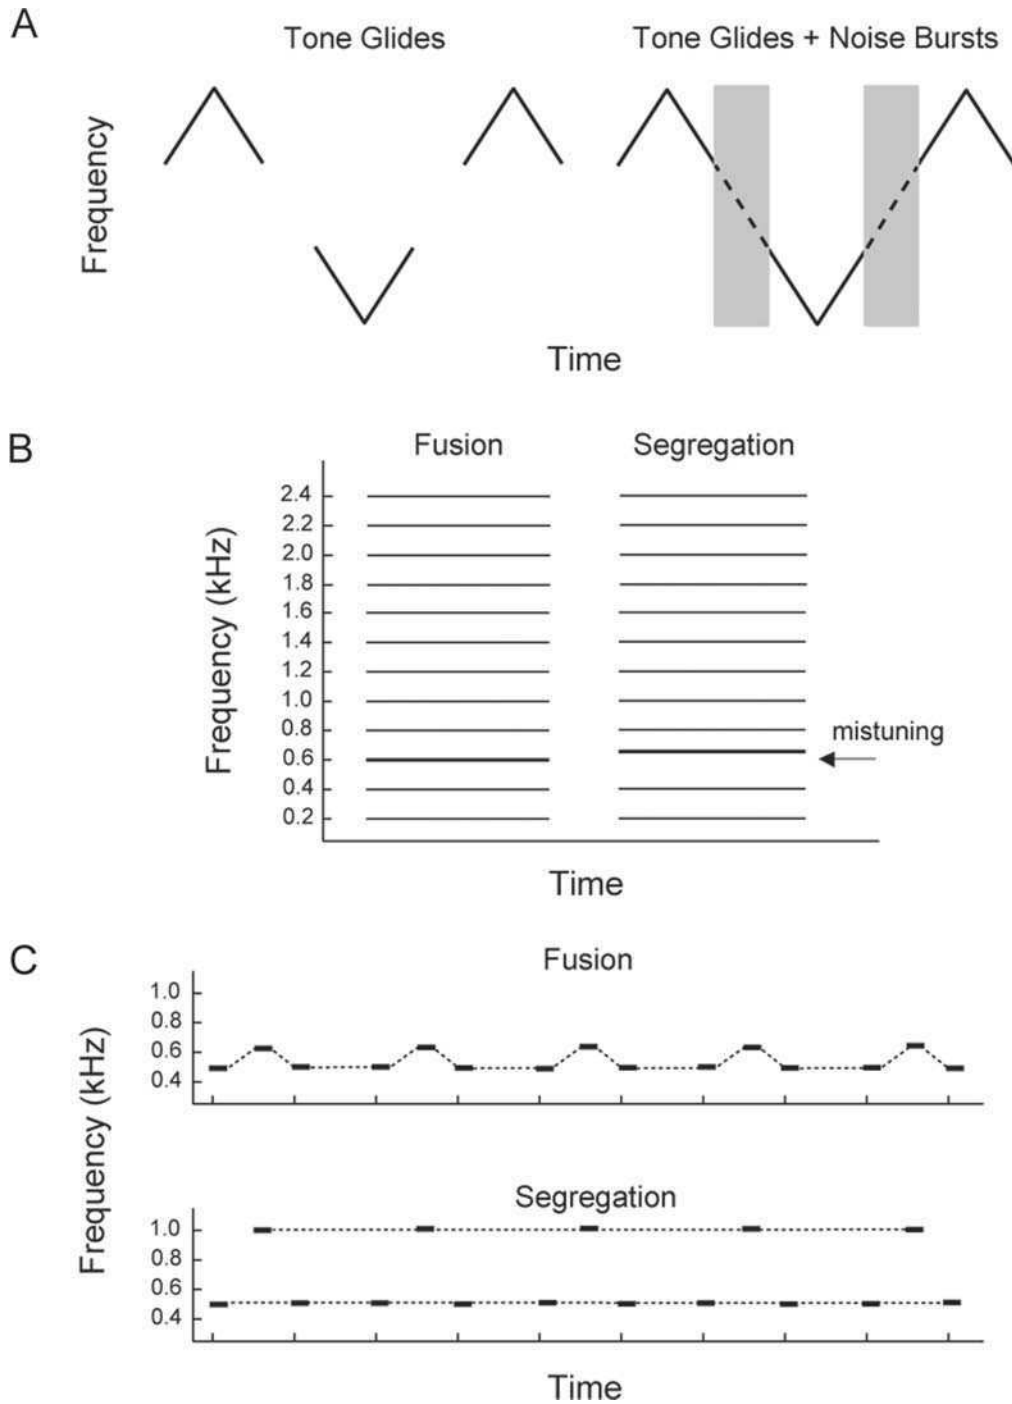 A
Tone Glides
Tone Glides + Noise Bursts
Frequency
Time
B
Fusion
Segregation
Frequency (kHz)
2.4
2.2
2.0
1.8
1.6
1.4
1.2
1.0
0.8
0.6
0.4
0.2
mistuning
Time
C
Fusion
Frequency (kHz)
1.0
0.8
0.6
0.4
Segregation
1.0
0.8
0.6
0.4
Time